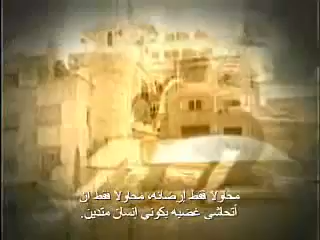 محاولا فقط إرضائه، محاولا فقط أن
أتحاشى غضبه بكوني إنسان متدين.